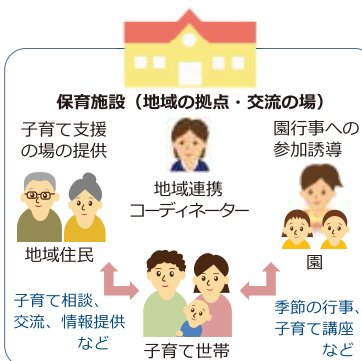 保育施設（地域の拠点・交流の場）
子育て支援
の場の提供
地域連携
コーディネーター
園行事への
参加誘導
地域住民
園
子育て相談、
交流、情報提供
など
子育て世帯
季節の行事、
子育て講座
など